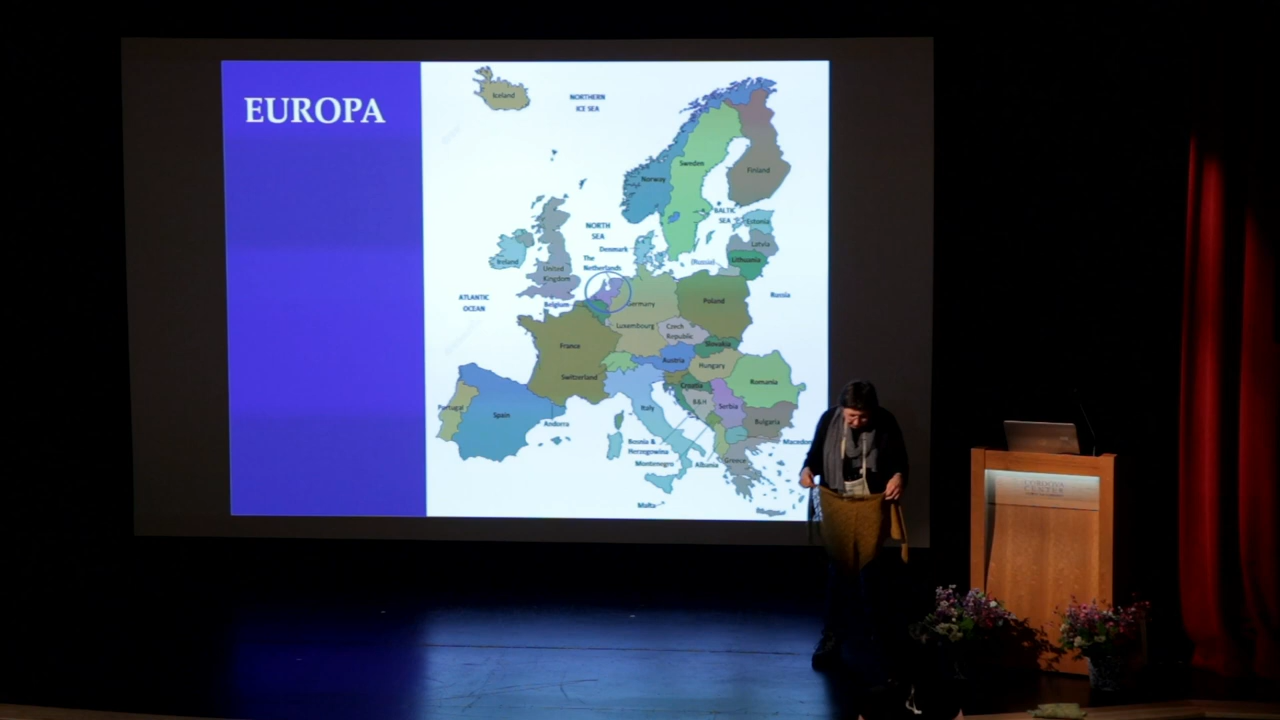 EUROPA
Iceland
NORTHERN
ICE SEA
Sweden
Finland
Norway
BALTIC
SEA
Estonia
NORTH
SEA
Latvia
Denmark
Ireland
The
Netherlands
(Russia)
Lithuania
United
Kingdom
Russia
ATLANTIC
OCEAN
Belgium
Germany
Poland
Luxembourg
Czech
Republic
France
Slovakia
Austria
Hungary
Switzerland
Croatia
Romania
B&H
Serbia
Portugal
Spain
Italy
Bulgaria
Andorra
Bosnia &
Herzegowina
Macedon
Montenegro
Albania
Greece
Malta
CENTER